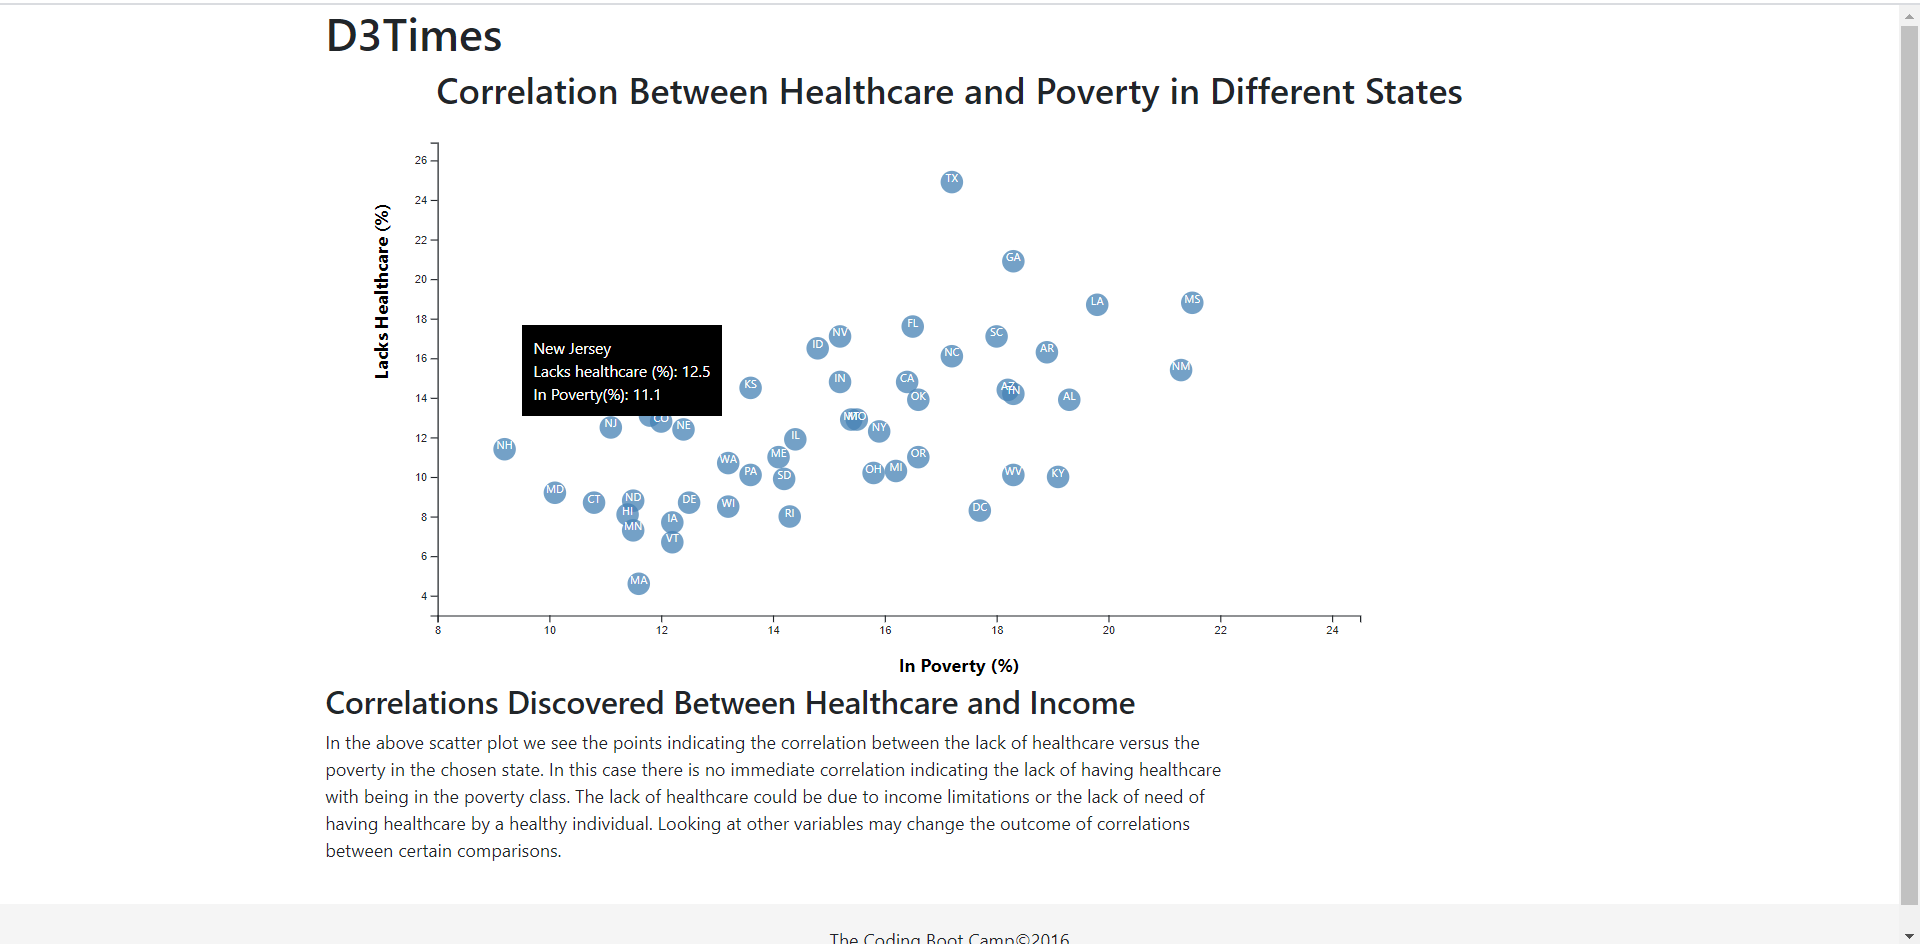 D3Times
Correlation Between Healthcare and Poverty in Different States
Lacks Healthcare (%)
26
24
22
20
18
16
14
12
10
8
6
4
TX
GA
LA
MS
FL
NV
SC
ID
NC
AR
NM
New Jersey
Lacks healthcare (%): 12.5
In Poverty(%): 11.1
KS
IN
CA
AZ
TN
OK
AL
NJ
CO
NE
MT
MO
NY
NH
IL
WA
ME
OR
PA
SD
OH
MI
WV
KY
MD
CT
ND
DE
WI
DC
HI
RI
MN
IA
VT
MA
8
10
12
14
16
18
20
22
24
In Poverty (%)
Correlations Discovered Between Healthcare and Income
In the above scatter plot we see the points indicating the correlation between the lack of healthcare versus the
poverty in the chosen state. In this case there is no immediate correlation indicating the lack of having healthcare
with being in the poverty class. The lack of healthcare could be due to income limitations or the lack of need of
having healthcare by a healthy individual. Looking at other variables may change the outcome of correlations
between certain comparisons.
The Coding Boot Camp©2016